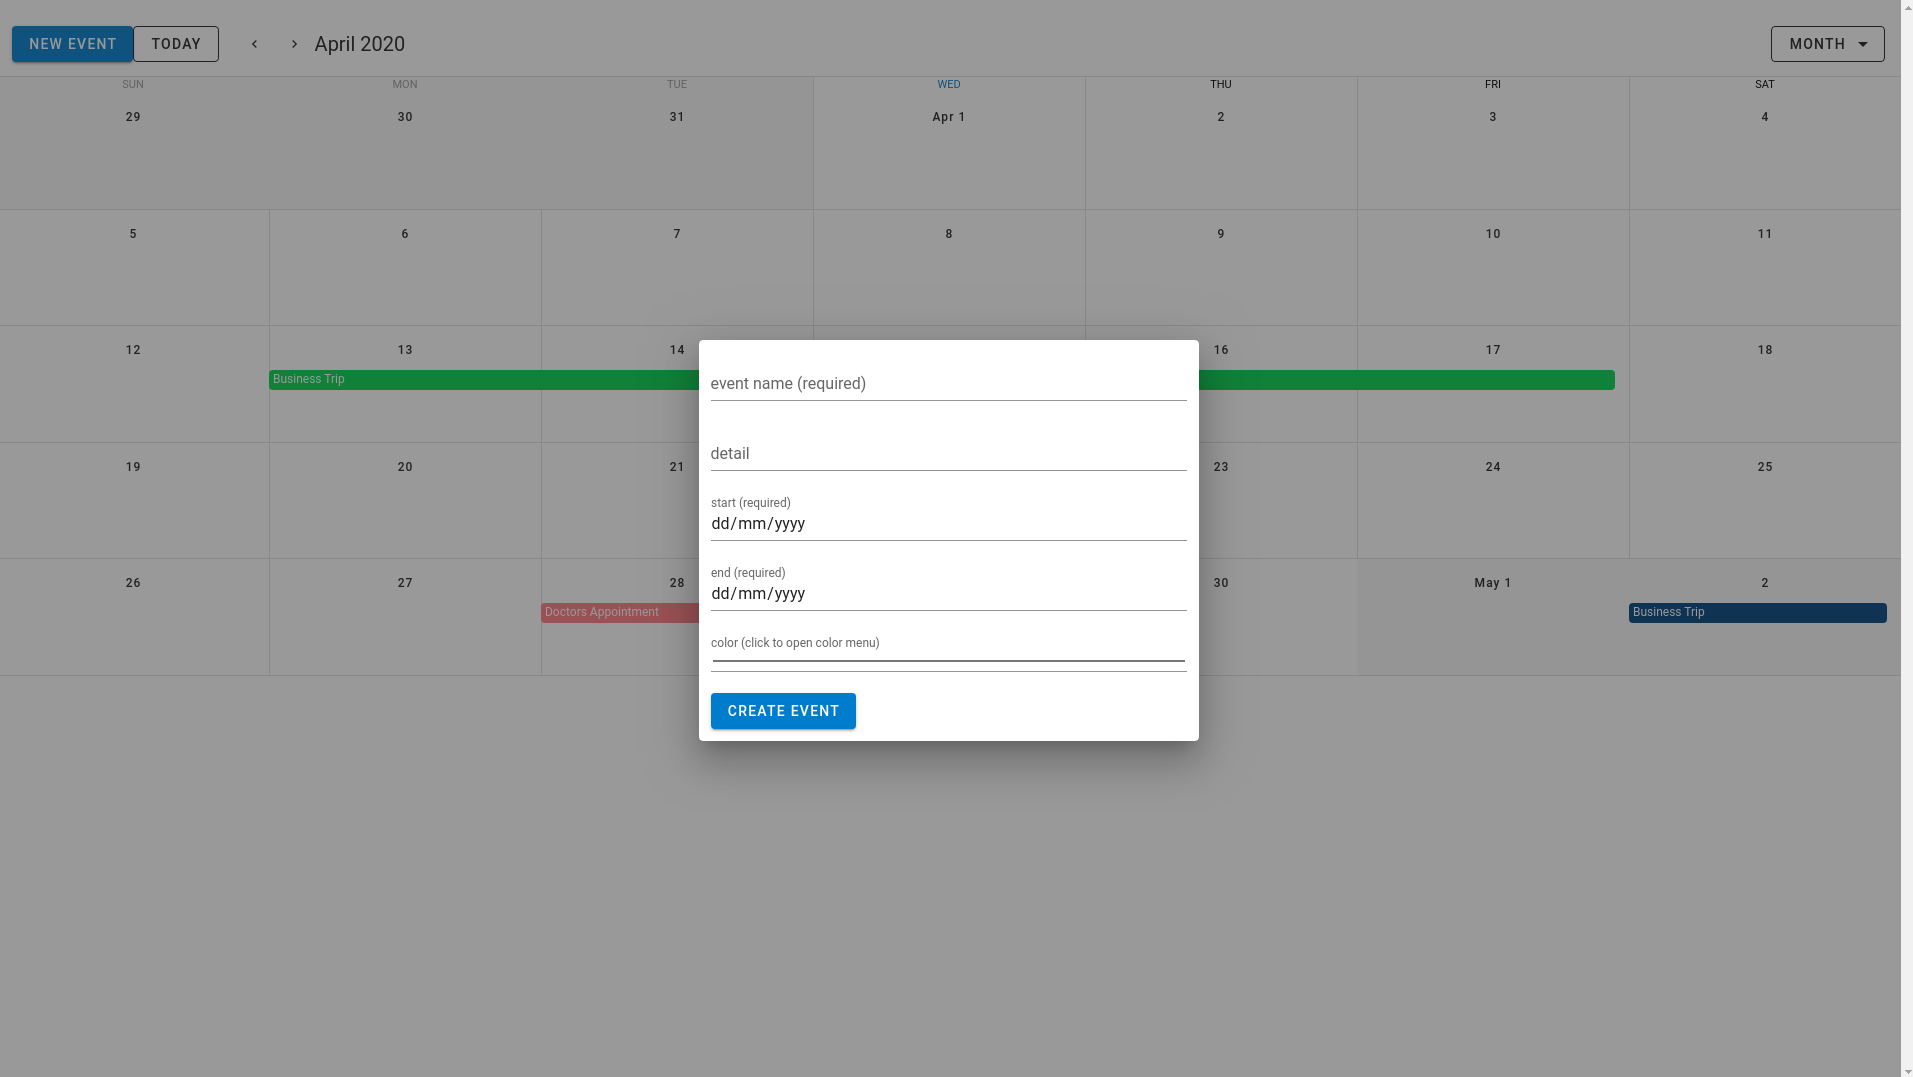 NEW EVENT TODAY April 2020 MONTH
SUN MON TUE WED THU FRI SAT
29 30 31 Apr 1 2 3 4
5 6 7 8 9 10 11
12 13 14 16 17 18
Business Trip
19 20 21 23 24 25
26 27 28 30 May 1 2
Doctors Appointment Business Trip
event name (required)
detail
start (required)
dd/mm/yyyy
end (required)
dd/mm/yyyy
color (click to open color menu)
CREATE EVENT